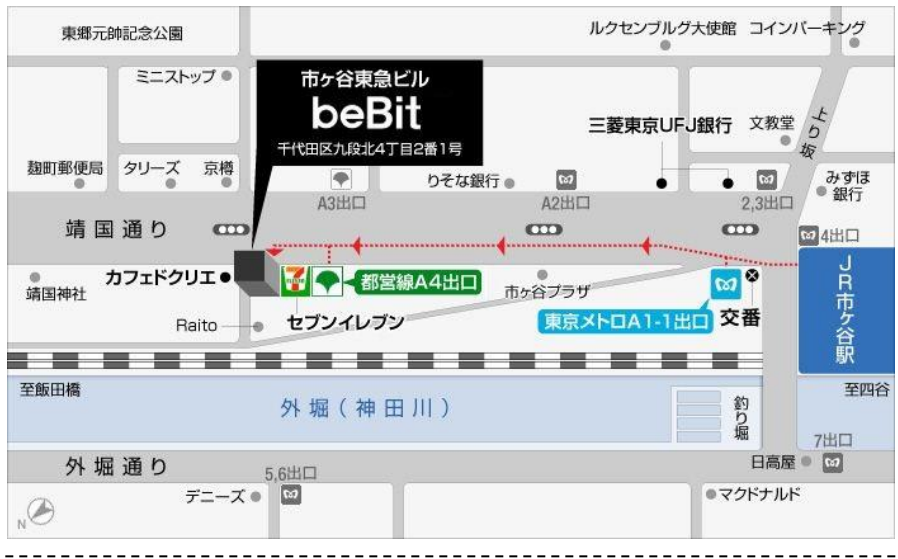 東郷元帥記念公園
ルクセンブルグ大使館
コインパーキング
ミニストップ
市ヶ谷東急ビル
beBit
千代田区九段北4丁目2番1号
三菱東京UFJ銀行
文教堂
上り坂
麹町郵便局
タリーズ
京樽
りそな銀行
みずほ
銀行
A3出口
A2出口
2,3出口
靖国通り
4出口
カフェドクリエ
都営線A4出口
靖国神社
市ヶ谷プラザ
JR市ヶ谷駅
Raito
セブンイレブン
東京メトロA1-1出口
交番
至飯田橋
至四谷
外堀(神田川)
釣り堀
7出口
外堀通り
5,6出口
日高屋
デニーズ
マクドナルド
N